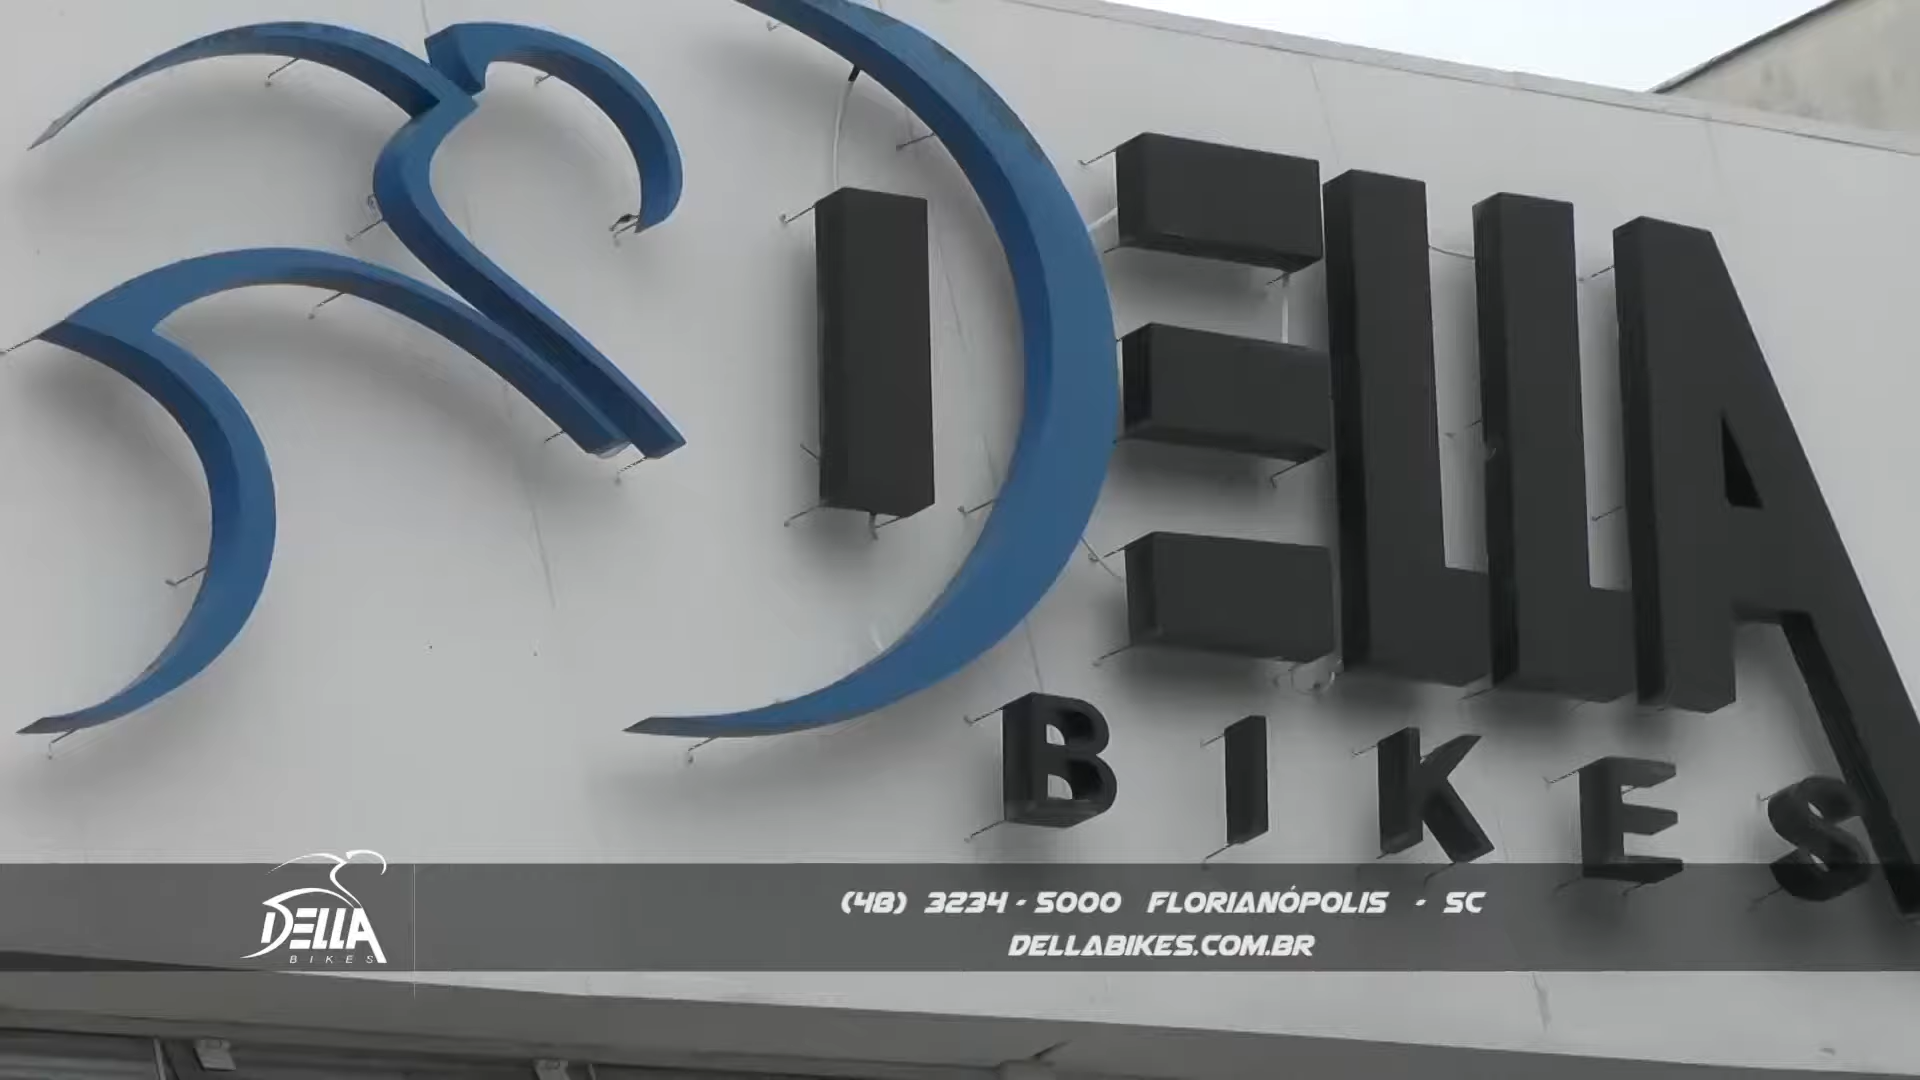 DELLA
BIKES
DELLA
BIKES
(48) 3234-5000 FLORIANÓPOLIS - SC
DELLABIKES.COM.BR